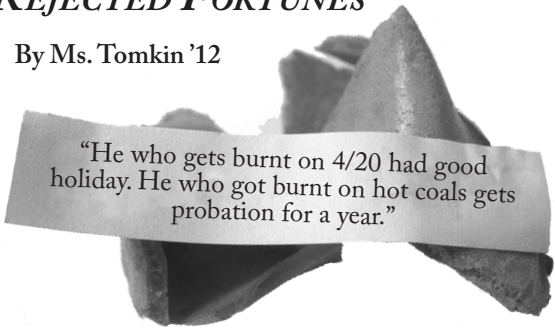 REJECTED FORTUNES
By Ms. Tomkin ’12
“He who gets burnt on 4/20 had good
holiday. He who got burnt on hot coals gets
probation for a year.”